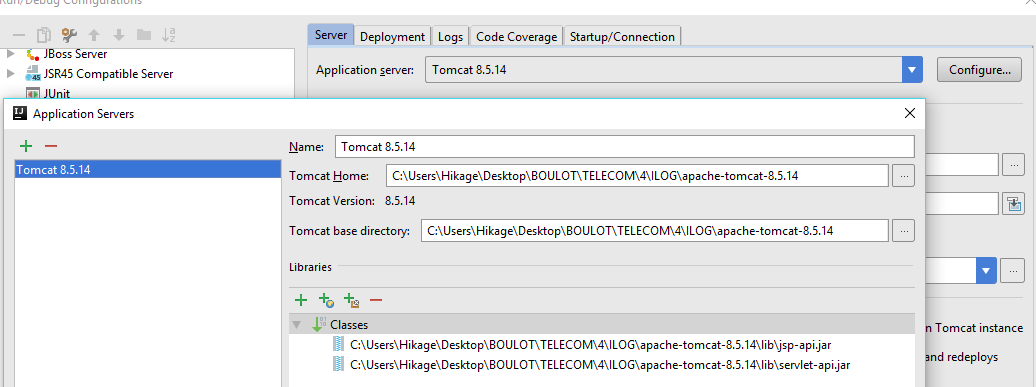 Run/Debug Configurations
Server Deployment Logs Code Coverage Startup/Connection
JBoss Server
JSR45 Compatible Server
JUnit
Application server: Tomcat 8.5.14 Configure...
Application Servers
Tomcat 8.5.14
Name: Tomcat 8.5.14
Tomcat Home: C:\Users\Hikage\Desktop\BOULOT\TELECOM\4\ILOG\apache-tomcat-8.5.14 ...
Tomcat Version: 8.5.14
Tomcat base directory: C:\Users\Hikage\Desktop\BOULOT\TELECOM\4\ILOG\apache-tomcat-8.5.14 ...
Libraries
Classes
C:\Users\Hikage\Desktop\BOULOT\TELECOM\4\ILOG\apache-tomcat-8.5.14\lib\jsp-api.jar
C:\Users\Hikage\Desktop\BOULOT\TELECOM\4\ILOG\apache-tomcat-8.5.14\lib\servlet-api.jar
...
...
n Tomcat instance
and redeploys